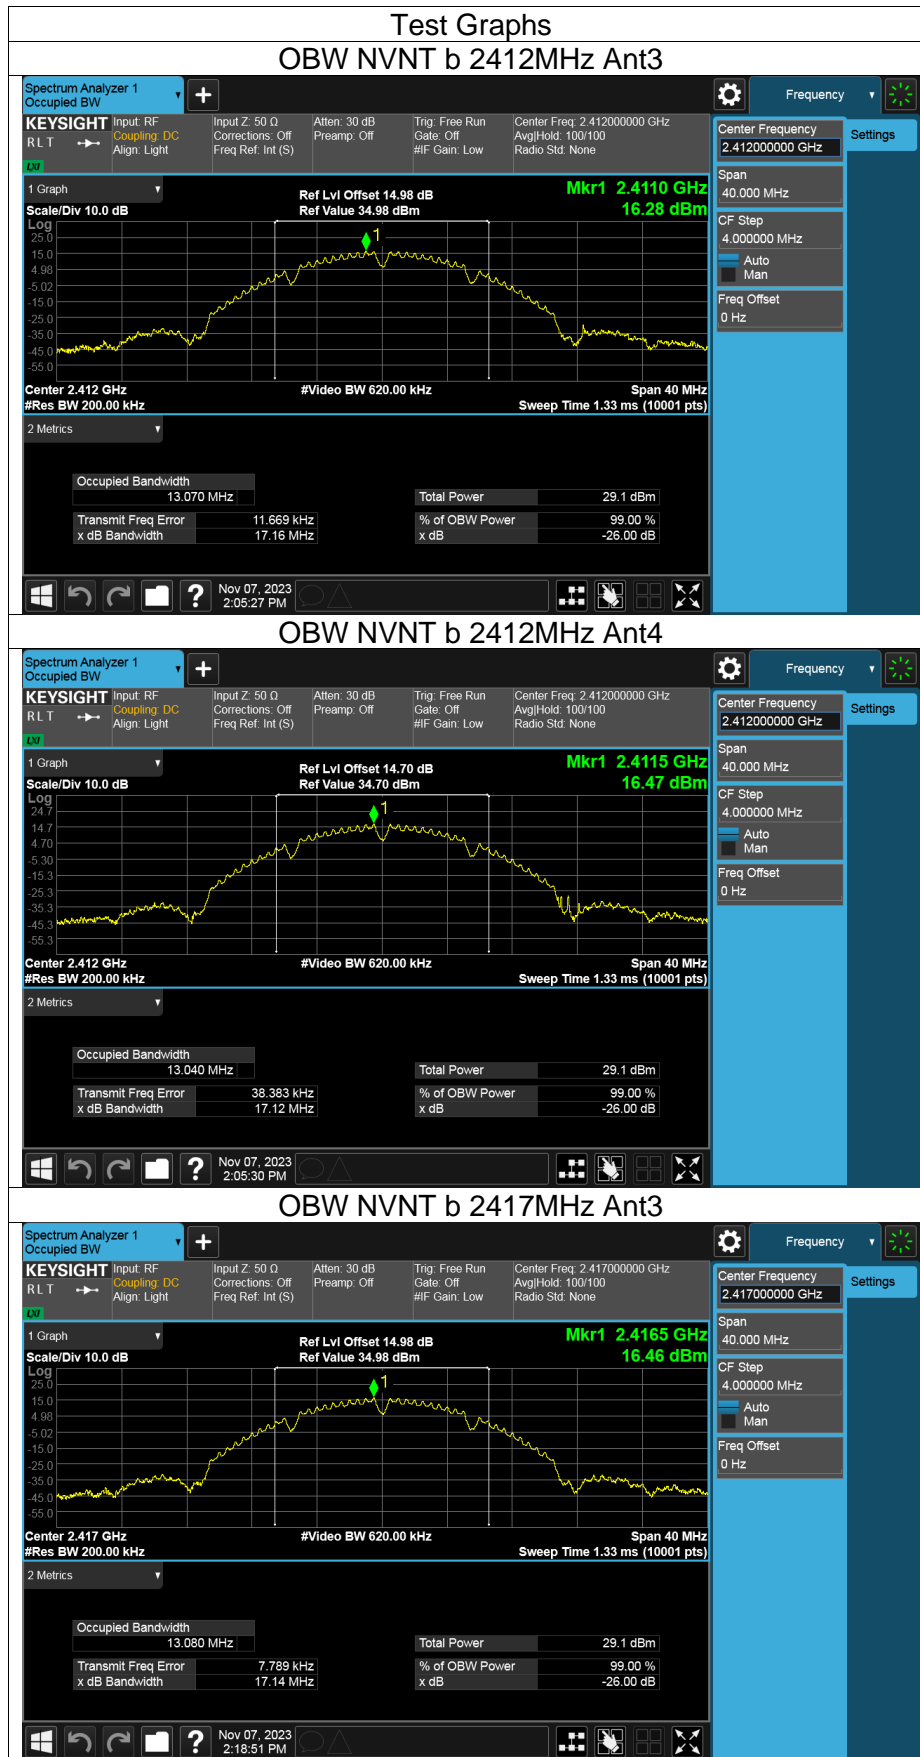 Test Graphs
OBW NVNT b 2412MHz Ant3
Spectrum Analyzer 1
Occupied BW
+
Frequency
KEYSIGHT
RLT
LXI
Input: RF
Coupling: DC
Align: Light
Input Z: 50 Ω
Corrections: Off
Freq Ref: Int (S)
Atten: 30 dB
Preamp: Off
Trig: Free Run
Gate: Off
#IF Gain: Low
Center Freq: 2.412000000 GHz
Avg|Hold: 100/100
Radio Std: None
Center Frequency
2.412000000 GHz
Settings
Span
40.000 MHz
CF Step
4.000000 MHz
Auto
Man
Freq Offset
0 Hz
1 Graph
Scale/Div 10.0 dB
Ref Lvl Offset 14.98 dB
Ref Value 34.98 dBm
Mkr1 2.4110 GHz
16.28 dBm
Log
25.0
15.0
4.98
-5.02
-15.0
-25.0
-35.0
-45.0
-55.0
1
Center 2.412 GHz
#Video BW 620.00 kHz
Span 40 MHz
#Res BW 200.00 kHz
Sweep Time 1.33 ms (10001 pts)
2 Metrics
Occupied Bandwidth
13.070 MHz
Total Power 29.1 dBm
Transmit Freq Error 11.669 kHz
% of OBW Power 99.00 %
x dB Bandwidth 17.16 MHz
x dB -26.00 dB
?
Nov 07, 2023
2:05:27 PM
OBW NVNT b 2412MHz Ant4
Spectrum Analyzer 1
Occupied BW
+
Frequency
KEYSIGHT
RLT
LXI
Input: RF
Coupling: DC
Align: Light
Input Z: 50 Ω
Corrections: Off
Freq Ref: Int (S)
Atten: 30 dB
Preamp: Off
Trig: Free Run
Gate: Off
#IF Gain: Low
Center Freq: 2.412000000 GHz
Avg|Hold: 100/100
Radio Std: None
Center Frequency
2.412000000 GHz
Settings
Span
40.000 MHz
CF Step
4.000000 MHz
Auto
Man
Freq Offset
0 Hz
1 Graph
Scale/Div 10.0 dB
Ref Lvl Offset 14.70 dB
Ref Value 34.70 dBm
Mkr1 2.4115 GHz
16.47 dBm
Log
24.7
14.7
4.70
-5.30
-15.3
-25.3
-35.3
-45.3
-55.3
1
Center 2.412 GHz
#Video BW 620.00 kHz
Span 40 MHz
#Res BW 200.00 kHz
Sweep Time 1.33 ms (10001 pts)
2 Metrics
Occupied Bandwidth
13.040 MHz
Total Power 29.1 dBm
Transmit Freq Error 38.383 kHz
% of OBW Power 99.00 %
x dB Bandwidth 17.12 MHz
x dB -26.00 dB
?
Nov 07, 2023
2:05:30 PM
OBW NVNT b 2417MHz Ant3
Spectrum Analyzer 1
Occupied BW
+
Frequency
KEYSIGHT
RLT
LXI
Input: RF
Coupling: DC
Align: Light
Input Z: 50 Ω
Corrections: Off
Freq Ref: Int (S)
Atten: 30 dB
Preamp: Off
Trig: Free Run
Gate: Off
#IF Gain: Low
Center Freq: 2.417000000 GHz
Avg|Hold: 100/100
Radio Std: None
Center Frequency
2.417000000 GHz
Settings
Span
40.000 MHz
CF Step
4.000000 MHz
Auto
Man
Freq Offset
0 Hz
1 Graph
Scale/Div 10.0 dB
Ref Lvl Offset 14.98 dB
Ref Value 34.98 dBm
Mkr1 2.4165 GHz
16.46 dBm
Log
25.0
15.0
4.98
-5.02
-15.0
-25.0
-35.0
-45.0
-55.0
1
Center 2.417 GHz
#Video BW 620.00 kHz
Span 40 MHz
#Res BW 200.00 kHz
Sweep Time 1.33 ms (10001 pts)
2 Metrics
Occupied Bandwidth
13.080 MHz
Total Power 29.1 dBm
Transmit Freq Error 7.789 kHz
% of OBW Power 99.00 %
x dB Bandwidth 17.14 MHz
x dB -26.00 dB
?
Nov 07, 2023
2:18:51 PM